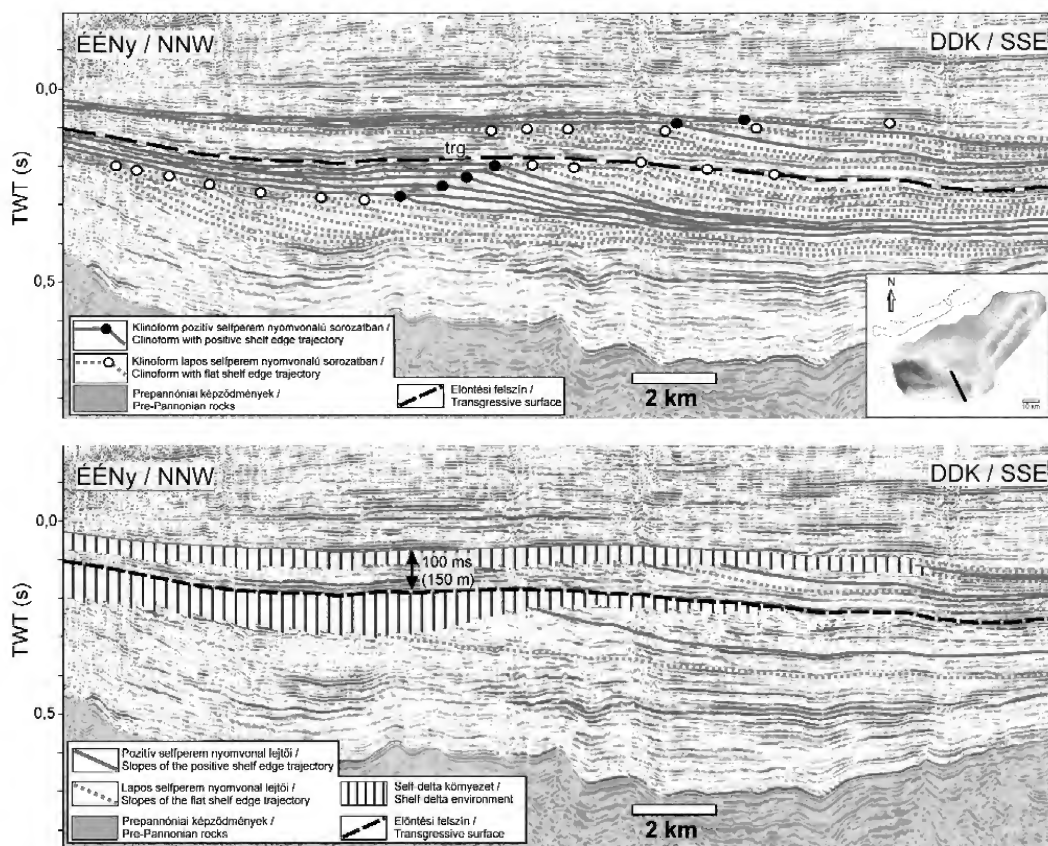 ÉÉNy / NNW
DDK / SSE
0,0
trg
TWT (s)
0,5
Klinoform pozitív selfperem nyomvonalú sorozatban /
Clinoform with positive shelf edge trajectory
Klinoform lapos selfperem nyomvonalú sorozatban /
Clinoform with flat shelf edge trajectory
Prepannóniai képződmények /
Pre-Pannonian rocks
Elöntési felszín /
Transgressive surface
2 km
N
10 km
ÉÉNy / NNW
DDK / SSE
0,0
100 ms
(150 m)
TWT (s)
0,5
Pozitív selfperem nyomvonal lejtői /
Slopes of the positive shelf edge trajectory
Lapos selfperem nyomvonal lejtői /
Slopes of the flat shelf edge trajectory
Prepannóniai képződmények /
Pre-Pannonian rocks
Self-delta környezet /
Shelf-delta environment
Elöntési felszín /
Transgressive surface
2 km